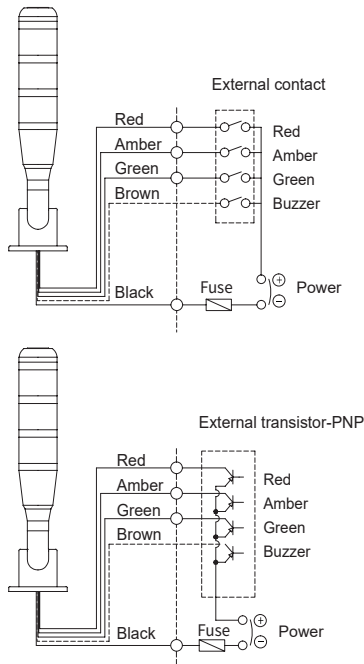 External contact
Red
Red
Amber
Amber
Green
Green
Brown
Buzzer
Black
Fuse
+
−
Power
External transistor-PNP
Red
Red
Amber
Amber
Green
Green
Brown
Buzzer
Black
Fuse
+
−
Power